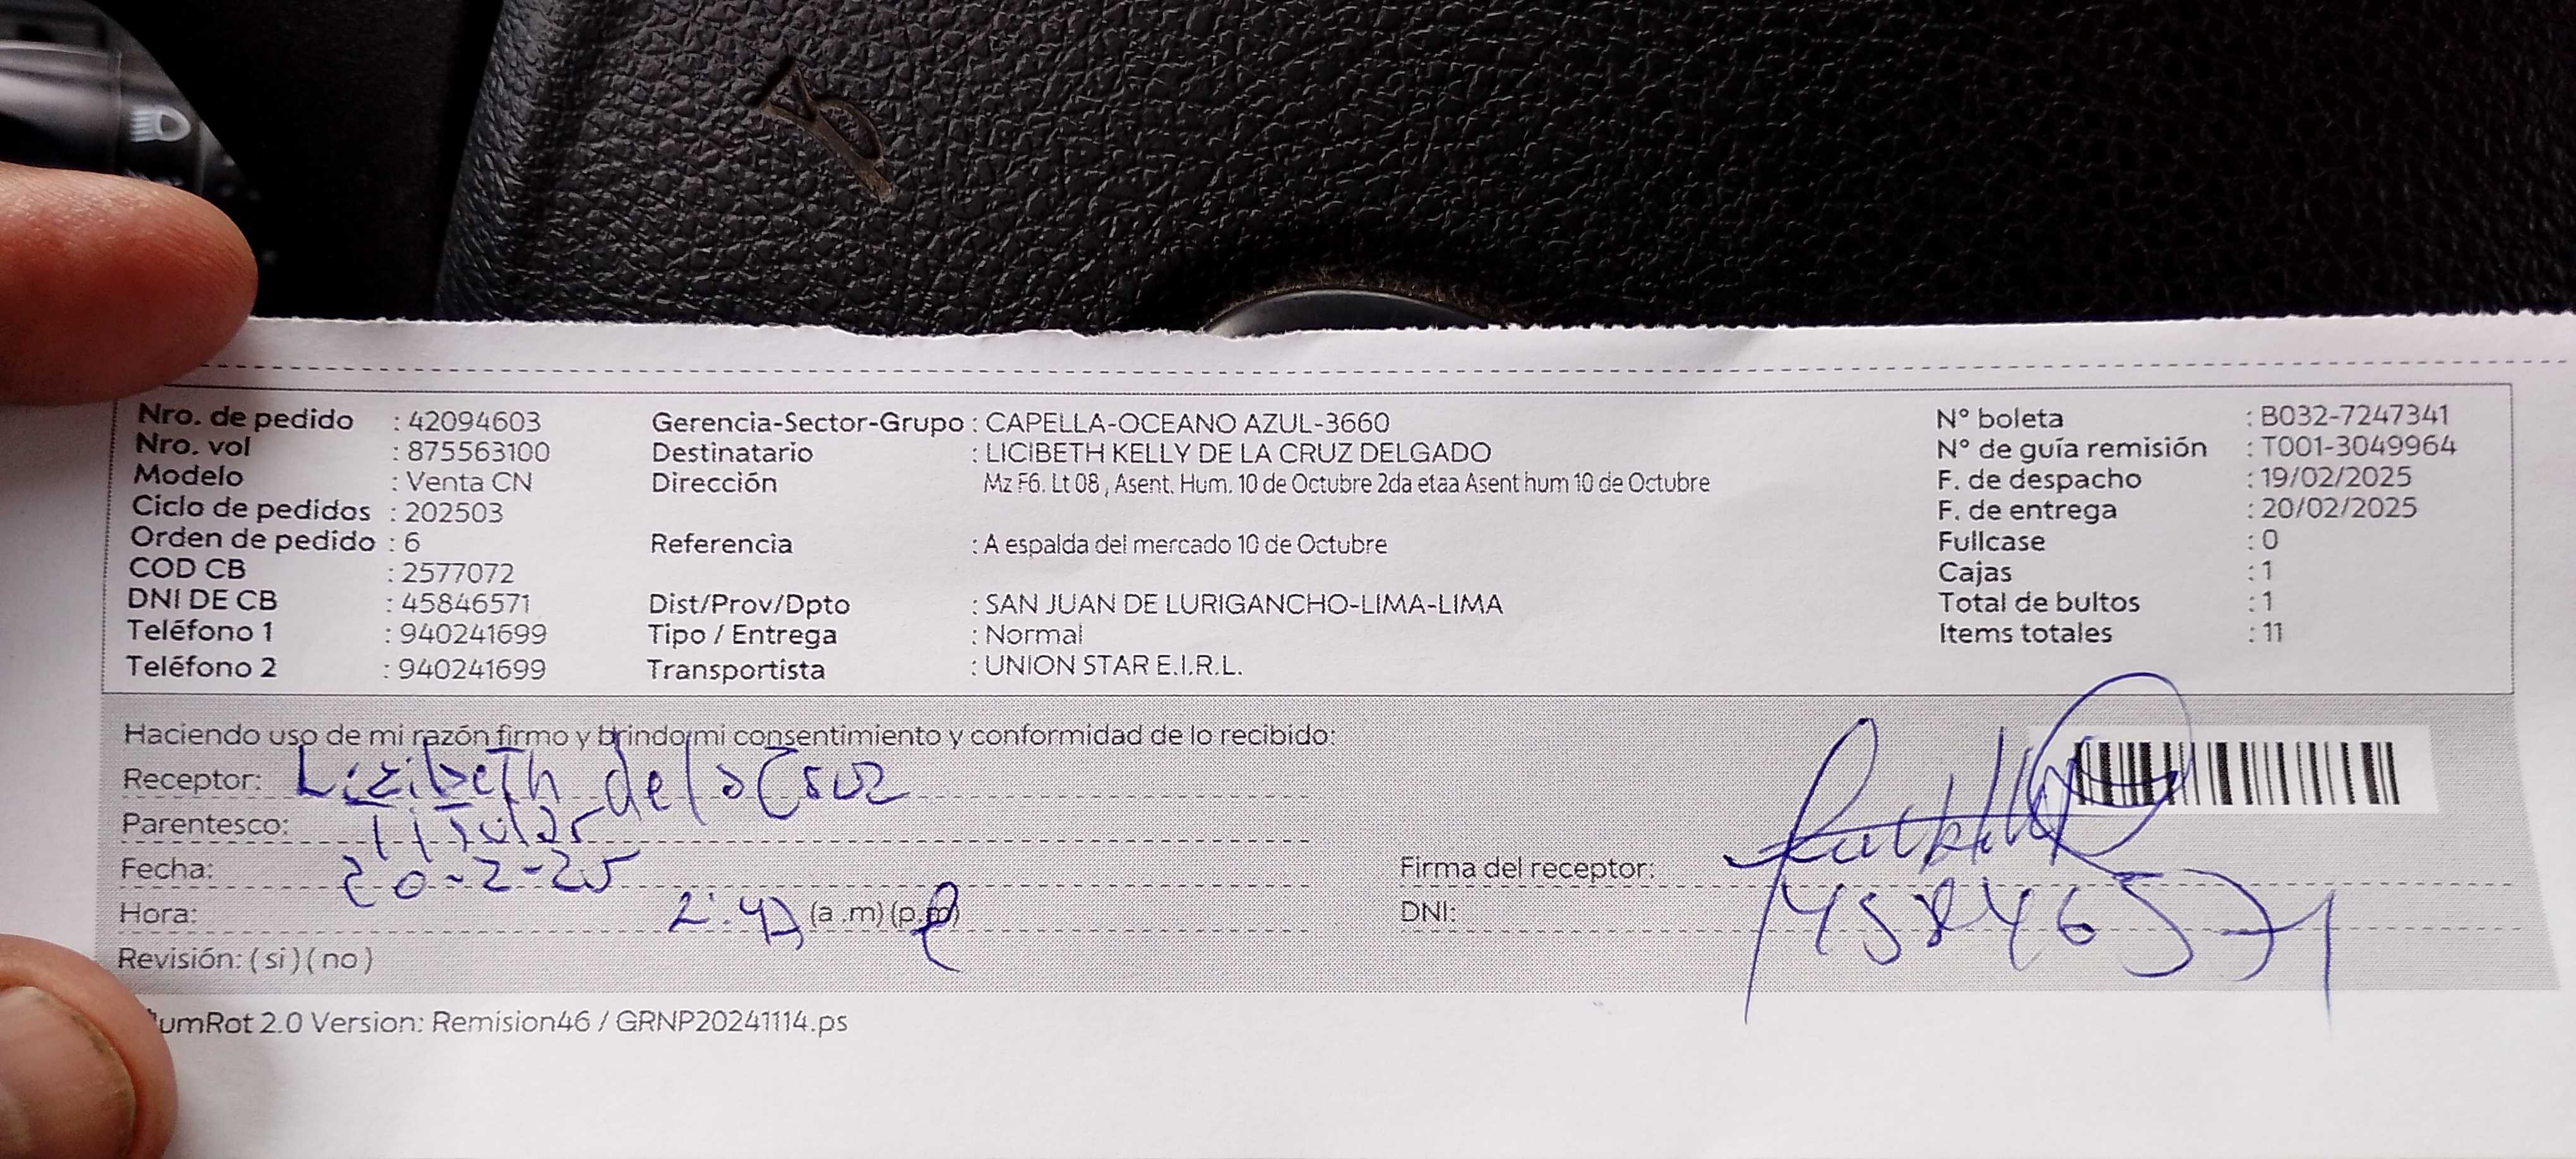 Nro. de pedido : 42094603
Nro. vol : 875563100
Modelo : Venta CN
Ciclo de pedidos : 202503
Orden de pedido : 6
COD CB : 2577072
DNI DE CB : 45846571
Teléfono 1 : 940241699
Teléfono 2 : 940241699
Gerencia-Sector-Grupo : CAPELLA-OCEANO AZUL-3660
Destinatario : LICIBETH KELLY DE LA CRUZ DELGADO
Dirección Mz F6. Lt 08 , Asent. Hum. 10 de Octubre 2da etaa Asent hum 10 de Octubre
Referencia : A espalda del mercado 10 de Octubre
Dist/Prov/Dpto : SAN JUAN DE LURIGANCHO-LIMA-LIMA
Tipo / Entrega : Normal
Transportista : UNION STAR E.I.R.L.
N° boleta : B032-7247341
N° de guía remisión : T001-3049964
F. de despacho : 19/02/2025
F. de entrega : 20/02/2025
Fullcase : 0
Cajas : 1
Total de bultos : 1
Items totales : 11
Haciendo uso de mi razón firmo y brindo mi consentimiento y conformidad de lo recibido:
Receptor: Lizibeth de la Cruz
Parentesco:
Fecha: 20-2-25
Hora: (a .m) (p.m)
Revisión: ( si ) ( no )
Firma del receptor:
DNI: 45846571
umRot 2.0 Version: Remision46 / GRNP20241114.ps